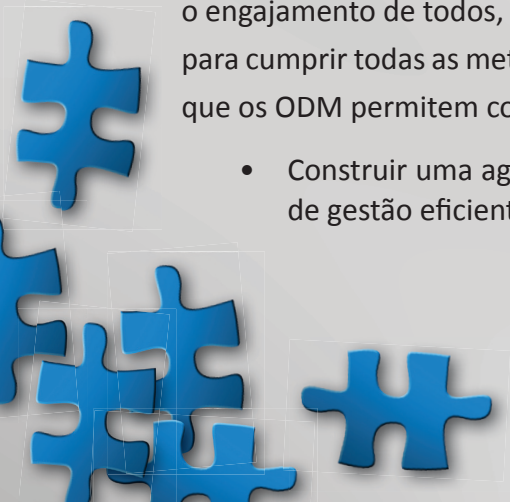 o engajamento de todos,
para cumprir todas as met
que os ODM permitem co
• Construir uma ag
de gestão eficient